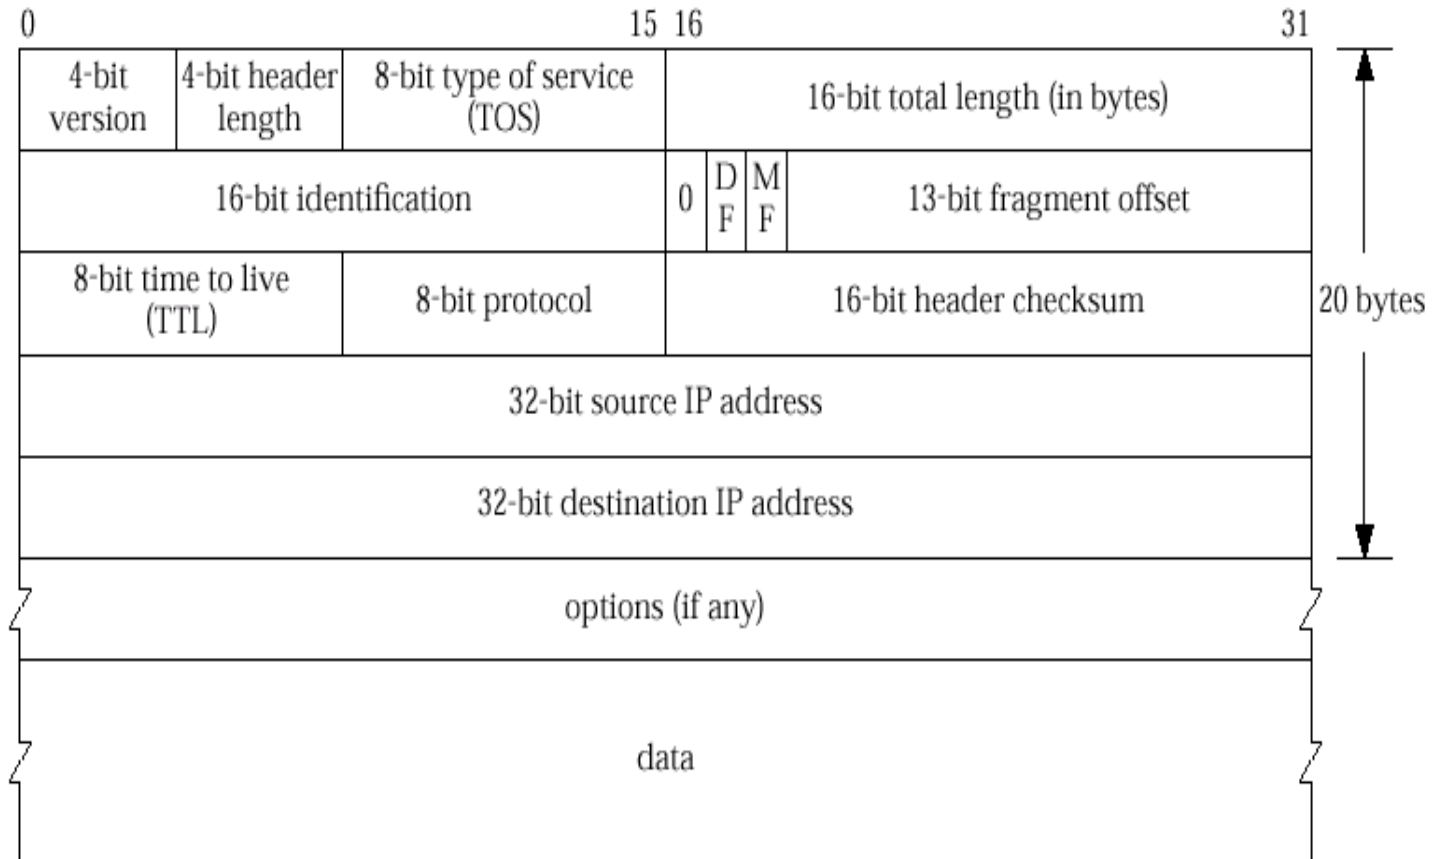 0 15 16 31
4-bit version
4-bit header length
8-bit type of service (TOS)
16-bit total length (in bytes)
16-bit identification
0
DF
MF
13-bit fragment offset
8-bit time to live (TTL)
8-bit protocol
16-bit header checksum
20 bytes
32-bit source IP address
32-bit destination IP address
options (if any)
data